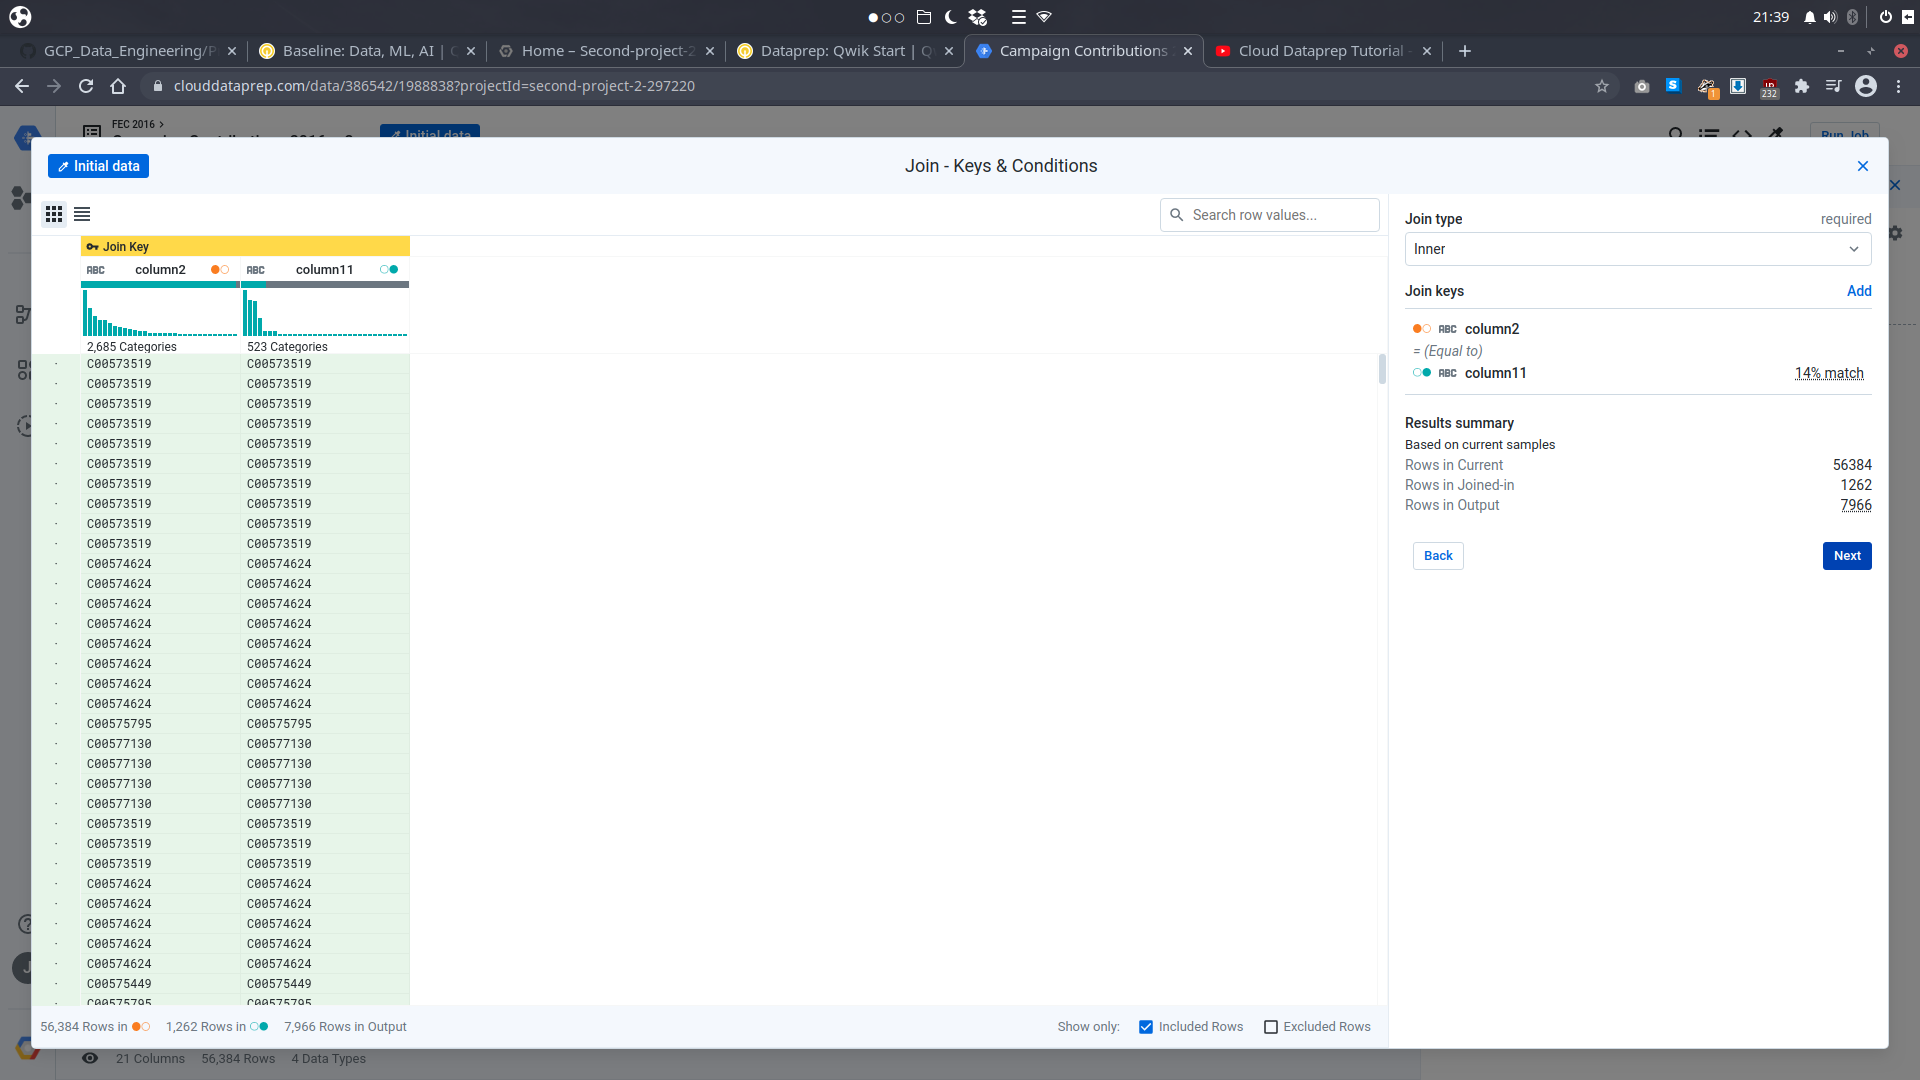 21:39
GCP_Data_Engineering/P
Baseline: Data, ML, AI |
Home – Second-project-2
Dataprep: Qwik Start |
Campaign Contributions
Cloud Dataprep Tutorial
clouddataprep.com/data/386542/1988838?projectId=second-project-2-297220
1
232
FEC 2016
Initial data
Run Job
Initial data
Join - Keys & Conditions
Search row values...
Join Key
ABC column2 ABC column11
2,685 Categories 523 Categories
C00573519 C00573519
C00573519 C00573519
C00573519 C00573519
C00573519 C00573519
C00573519 C00573519
C00573519 C00573519
C00573519 C00573519
C00573519 C00573519
C00573519 C00573519
C00573519 C00573519
C00574624 C00574624
C00574624 C00574624
C00574624 C00574624
C00574624 C00574624
C00574624 C00574624
C00574624 C00574624
C00574624 C00574624
C00574624 C00574624
C00575795 C00575795
C00577130 C00577130
C00577130 C00577130
C00577130 C00577130
C00577130 C00577130
C00573519 C00573519
C00573519 C00573519
C00573519 C00573519
C00574624 C00574624
C00574624 C00574624
C00574624 C00574624
C00574624 C00574624
C00574624 C00574624
C00575449 C00575449
C00575795 C00575795
56,384 Rows in 1,262 Rows in 7,966 Rows in Output
Show only: Included Rows Excluded Rows
Join type required
Inner
Join keys Add
ABC column2
= (Equal to)
ABC column11 14% match
Results summary
Based on current samples
Rows in Current 56384
Rows in Joined-in 1262
Rows in Output 7966
Back Next
J
21 Columns 56,384 Rows 4 Data Types